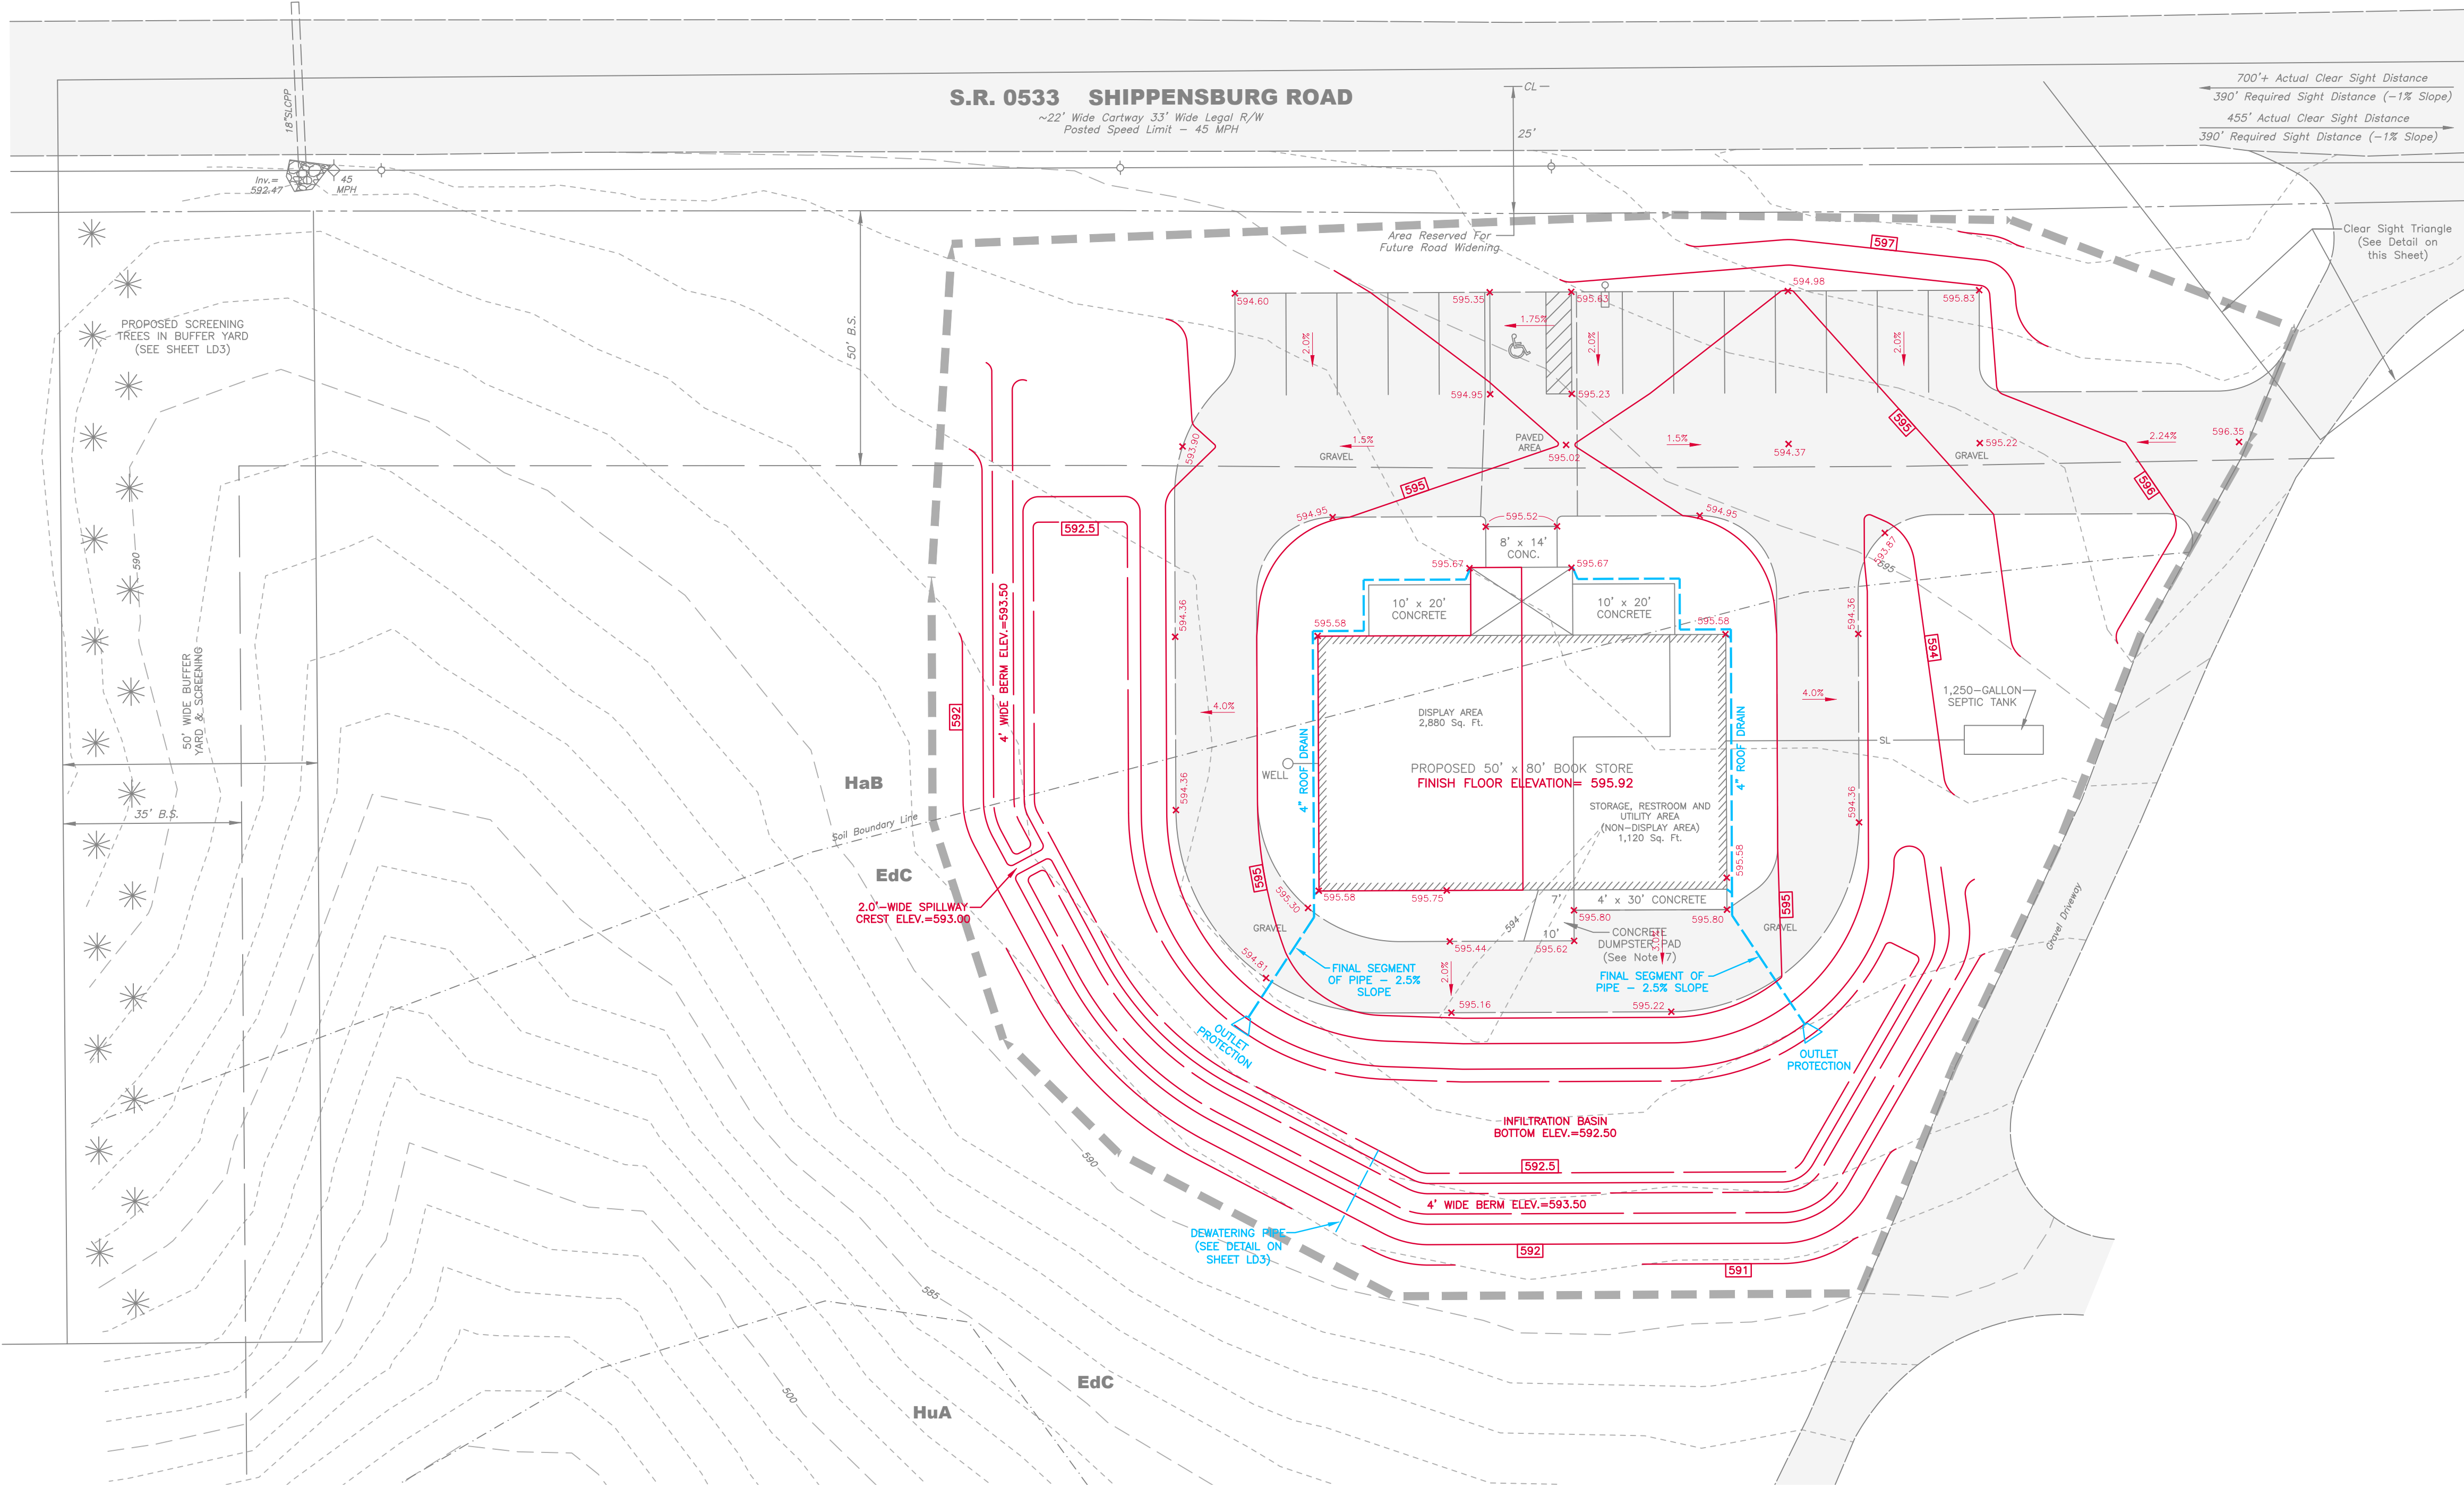 18"SLCPP
S.R. 0533 SHIPPENSBURG ROAD
~22' Wide Cartway 33' Wide Legal R/W
Posted Speed Limit - 45 MPH
CL
25'
700'+ Actual Clear Sight Distance
390' Required Sight Distance (-1% Slope)
455' Actual Clear Sight Distance
390' Required Sight Distance (-1% Slope)
Inv.=
592.47
45
MPH
Area Reserved For
Future Road Widening
597
Clear Sight Triangle
(See Detail on
this Sheet)
50' B.S.
594.60
595.35
595.63
594.98
595.83
PROPOSED SCREENING
TREES IN BUFFER YARD
(SEE SHEET LD3)
2.0%
1.75%
2.0%
2.0%
594.95
595.23
593.90
1.5%
GRAVEL
PAVED
AREA
595.02
1.5%
594.37
595
595.22
GRAVEL
2.24%
596.35
596
595
594.95
595.52
594.95
592.5
8' x 14'
CONC.
593.87
595
590
595.67
595.67
10' x 20'
CONCRETE
10' x 20'
CONCRETE
595.58
595.58
594.36
594.36
594
4' WIDE BERM ELEV.=593.50
592
50' WIDE BUFFER
YARD & SCREENING
4.0%
4.0%
DISPLAY AREA
2,880 Sq. Ft.
1,250-GALLON
SEPTIC TANK
SL
4" ROOF DRAIN
4" ROOF DRAIN
WELL
PROPOSED 50' x 80' BOOK STORE
FINISH FLOOR ELEVATION= 595.92
HaB
594.36
594.36
35' B.S.
Soil Boundary Line
STORAGE, RESTROOM AND
UTILITY AREA
(NON-DISPLAY AREA)
1,120 Sq. Ft.
EdC
595
595.58
2.0'-WIDE SPILLWAY
CREST ELEV.=593.00
595.30
595.58
595.75
7'
4' x 30' CONCRETE
595
595.80
595.80
594
GRAVEL
GRAVEL
595.44
10'
595.62
CONCRETE
DUMPSTER PAD
(See Note 7)
3.0%
Gravel Driveway
594.81
FINAL SEGMENT
OF PIPE - 2.5%
SLOPE
2.0%
FINAL SEGMENT OF
PIPE - 2.5% SLOPE
595.16
595.22
OUTLET
PROTECTION
OUTLET
PROTECTION
INFILTRATION BASIN
BOTTOM ELEV.=592.50
590
592.5
4' WIDE BERM ELEV.=593.50
DEWATERING PIPE
(SEE DETAIL ON
SHEET LD3)
592
591
585
500
EdC
HuA